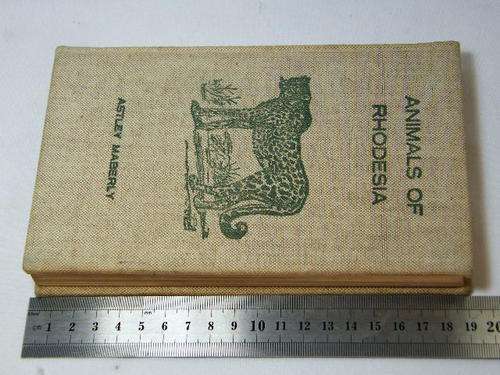 ANIMALS OF
RHODESIA
ASTLEY MABERLY
cm 1 2 3 4 5 6 7 8 9 10 11 12 13 14 15 16 17 18 19 20